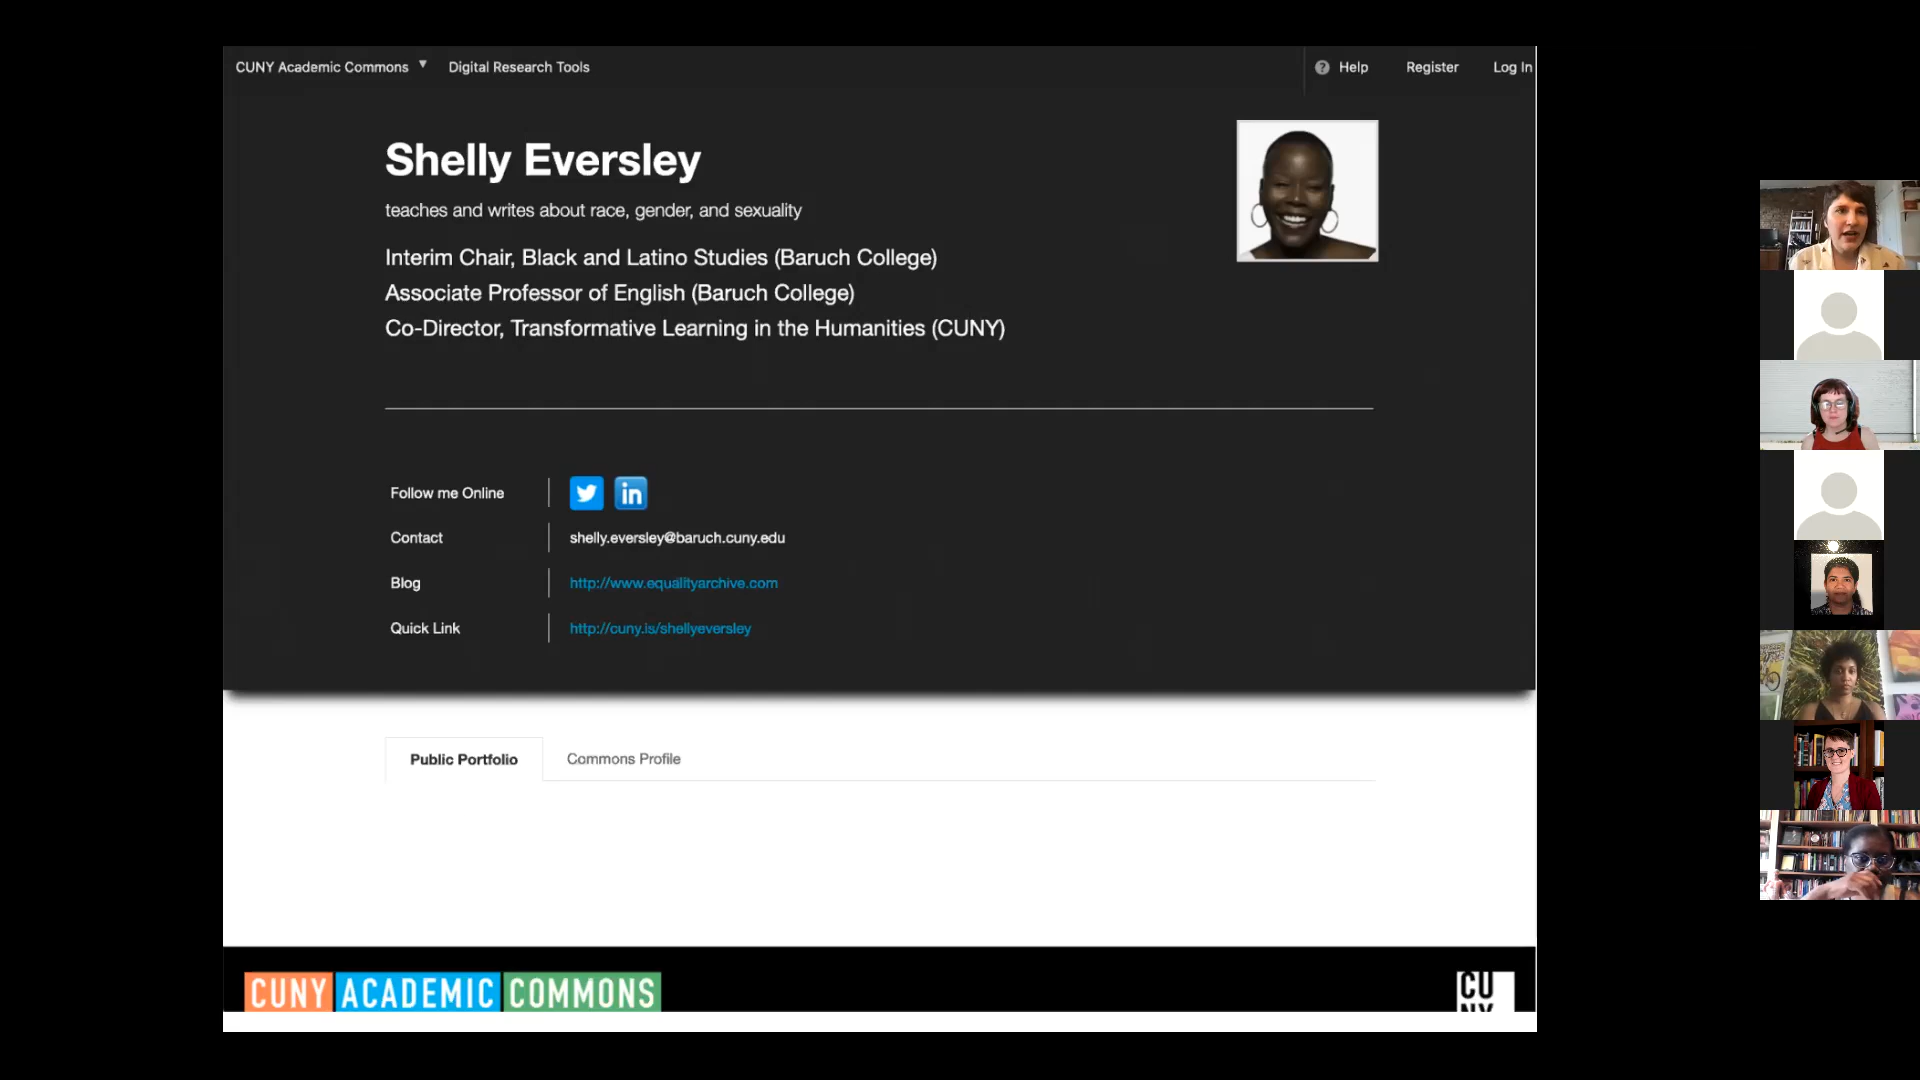 CUNY Academic Commons Digital Research Tools Help Register Log In
Shelly Eversley
teaches and writes about race, gender, and sexuality
Interim Chair, Black and Latino Studies (Baruch College)
Associate Professor of English (Baruch College)
Co-Director, Transformative Learning in the Humanities (CUNY)
Follow me Online
Contact shelly.eversley@baruch.cuny.edu
Blog http://www.equalityarchive.com
Quick Link http://cuny.is/shellyeversley
Public Portfolio Commons Profile
CUNY ACADEMIC COMMONS
CU
NY